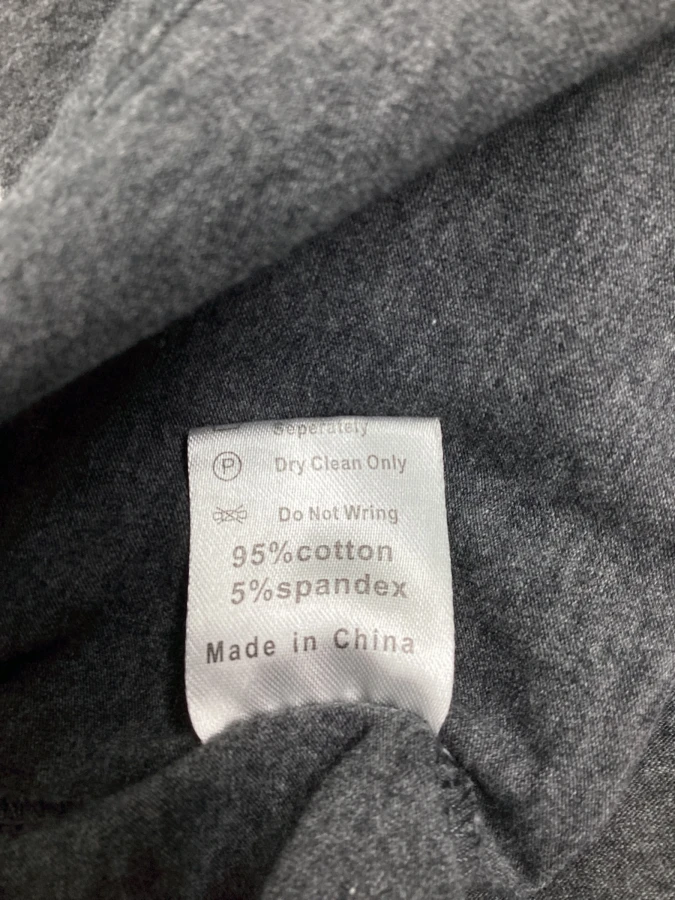 Seperately
P Dry Clean Only
Do Not Wring
95%cotton
5%spandex
Made in China